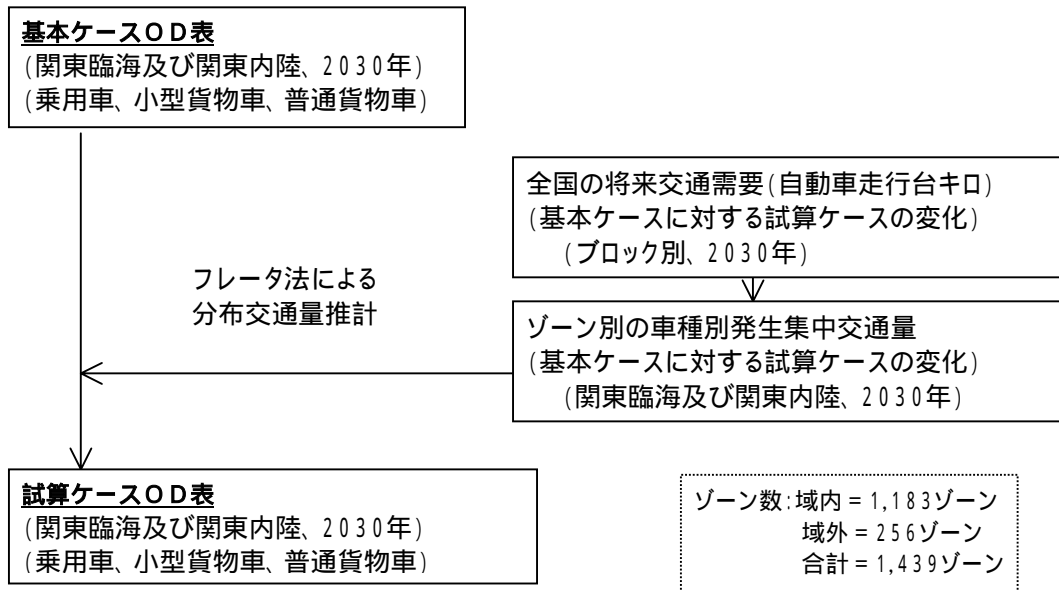 基本ケースＯＤ表
(関東臨海及び関東内陸、2030年)
(乗用車、小型貨物車、普通貨物車)
全国の将来交通需要(自動車走行台キロ)
(基本ケースに対する試算ケースの変化)
(ブロック別、2030年)
フレータ法による
分布交通量推計
ゾーン別の車種別発生集中交通量
(基本ケースに対する試算ケースの変化)
(関東臨海及び関東内陸、2030年)
試算ケースＯＤ表
(関東臨海及び関東内陸、2030年)
(乗用車、小型貨物車、普通貨物車)
ゾーン数:域内＝1,183ゾーン
域外＝256ゾーン
合計＝1,439ゾーン